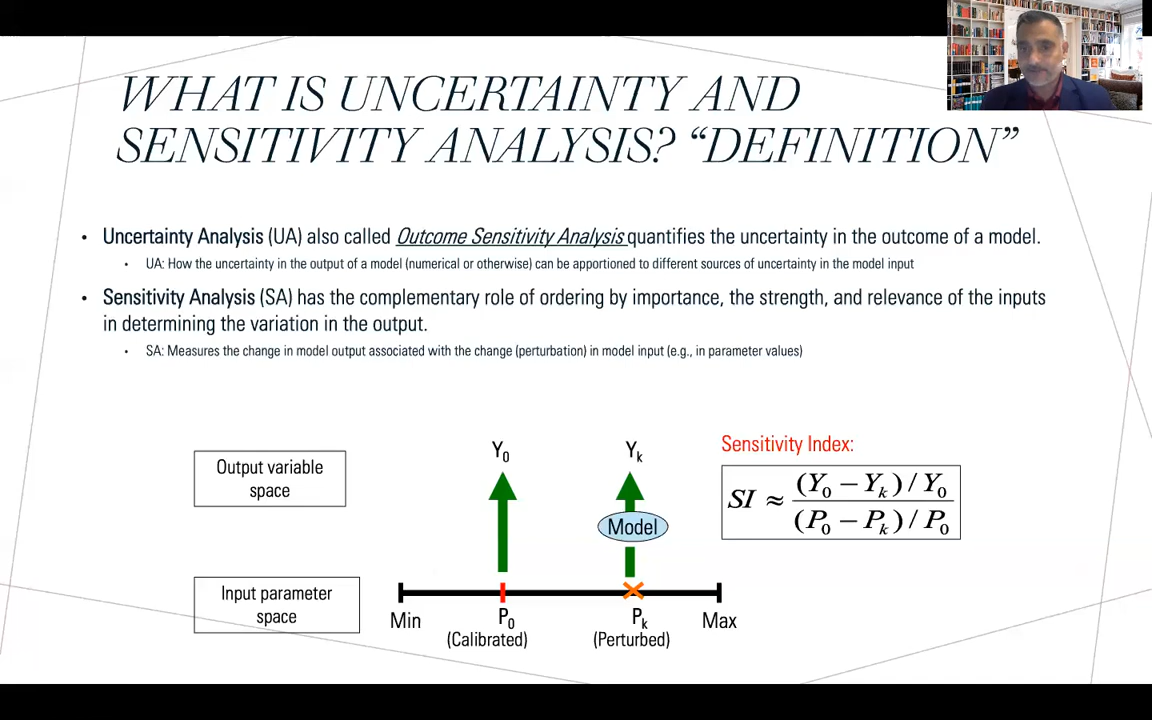 WHAT IS UNCERTAINTY AND
SENSITIVITY ANALYSIS? “DEFINITION”
• Uncertainty Analysis (UA) also called Outcome Sensitivity Analysis quantifies the uncertainty in the outcome of a model.
• UA: How the uncertainty in the output of a model (numerical or otherwise) can be apportioned to different sources of uncertainty in the model input
• Sensitivity Analysis (SA) has the complementary role of ordering by importance, the strength, and relevance of the inputs
in determining the variation in the output.
• SA: Measures the change in model output associated with the change (perturbation) in model input (e.g., in parameter values)
Output variable
space
Y₀
Yₖ
Model
Sensitivity Index:
SI ≈ (Y₀ − Yₖ) / Y₀
(P₀ − Pₖ) / P₀
Input parameter
space
Min
P₀
(Calibrated)
Pₖ
(Perturbed)
Max